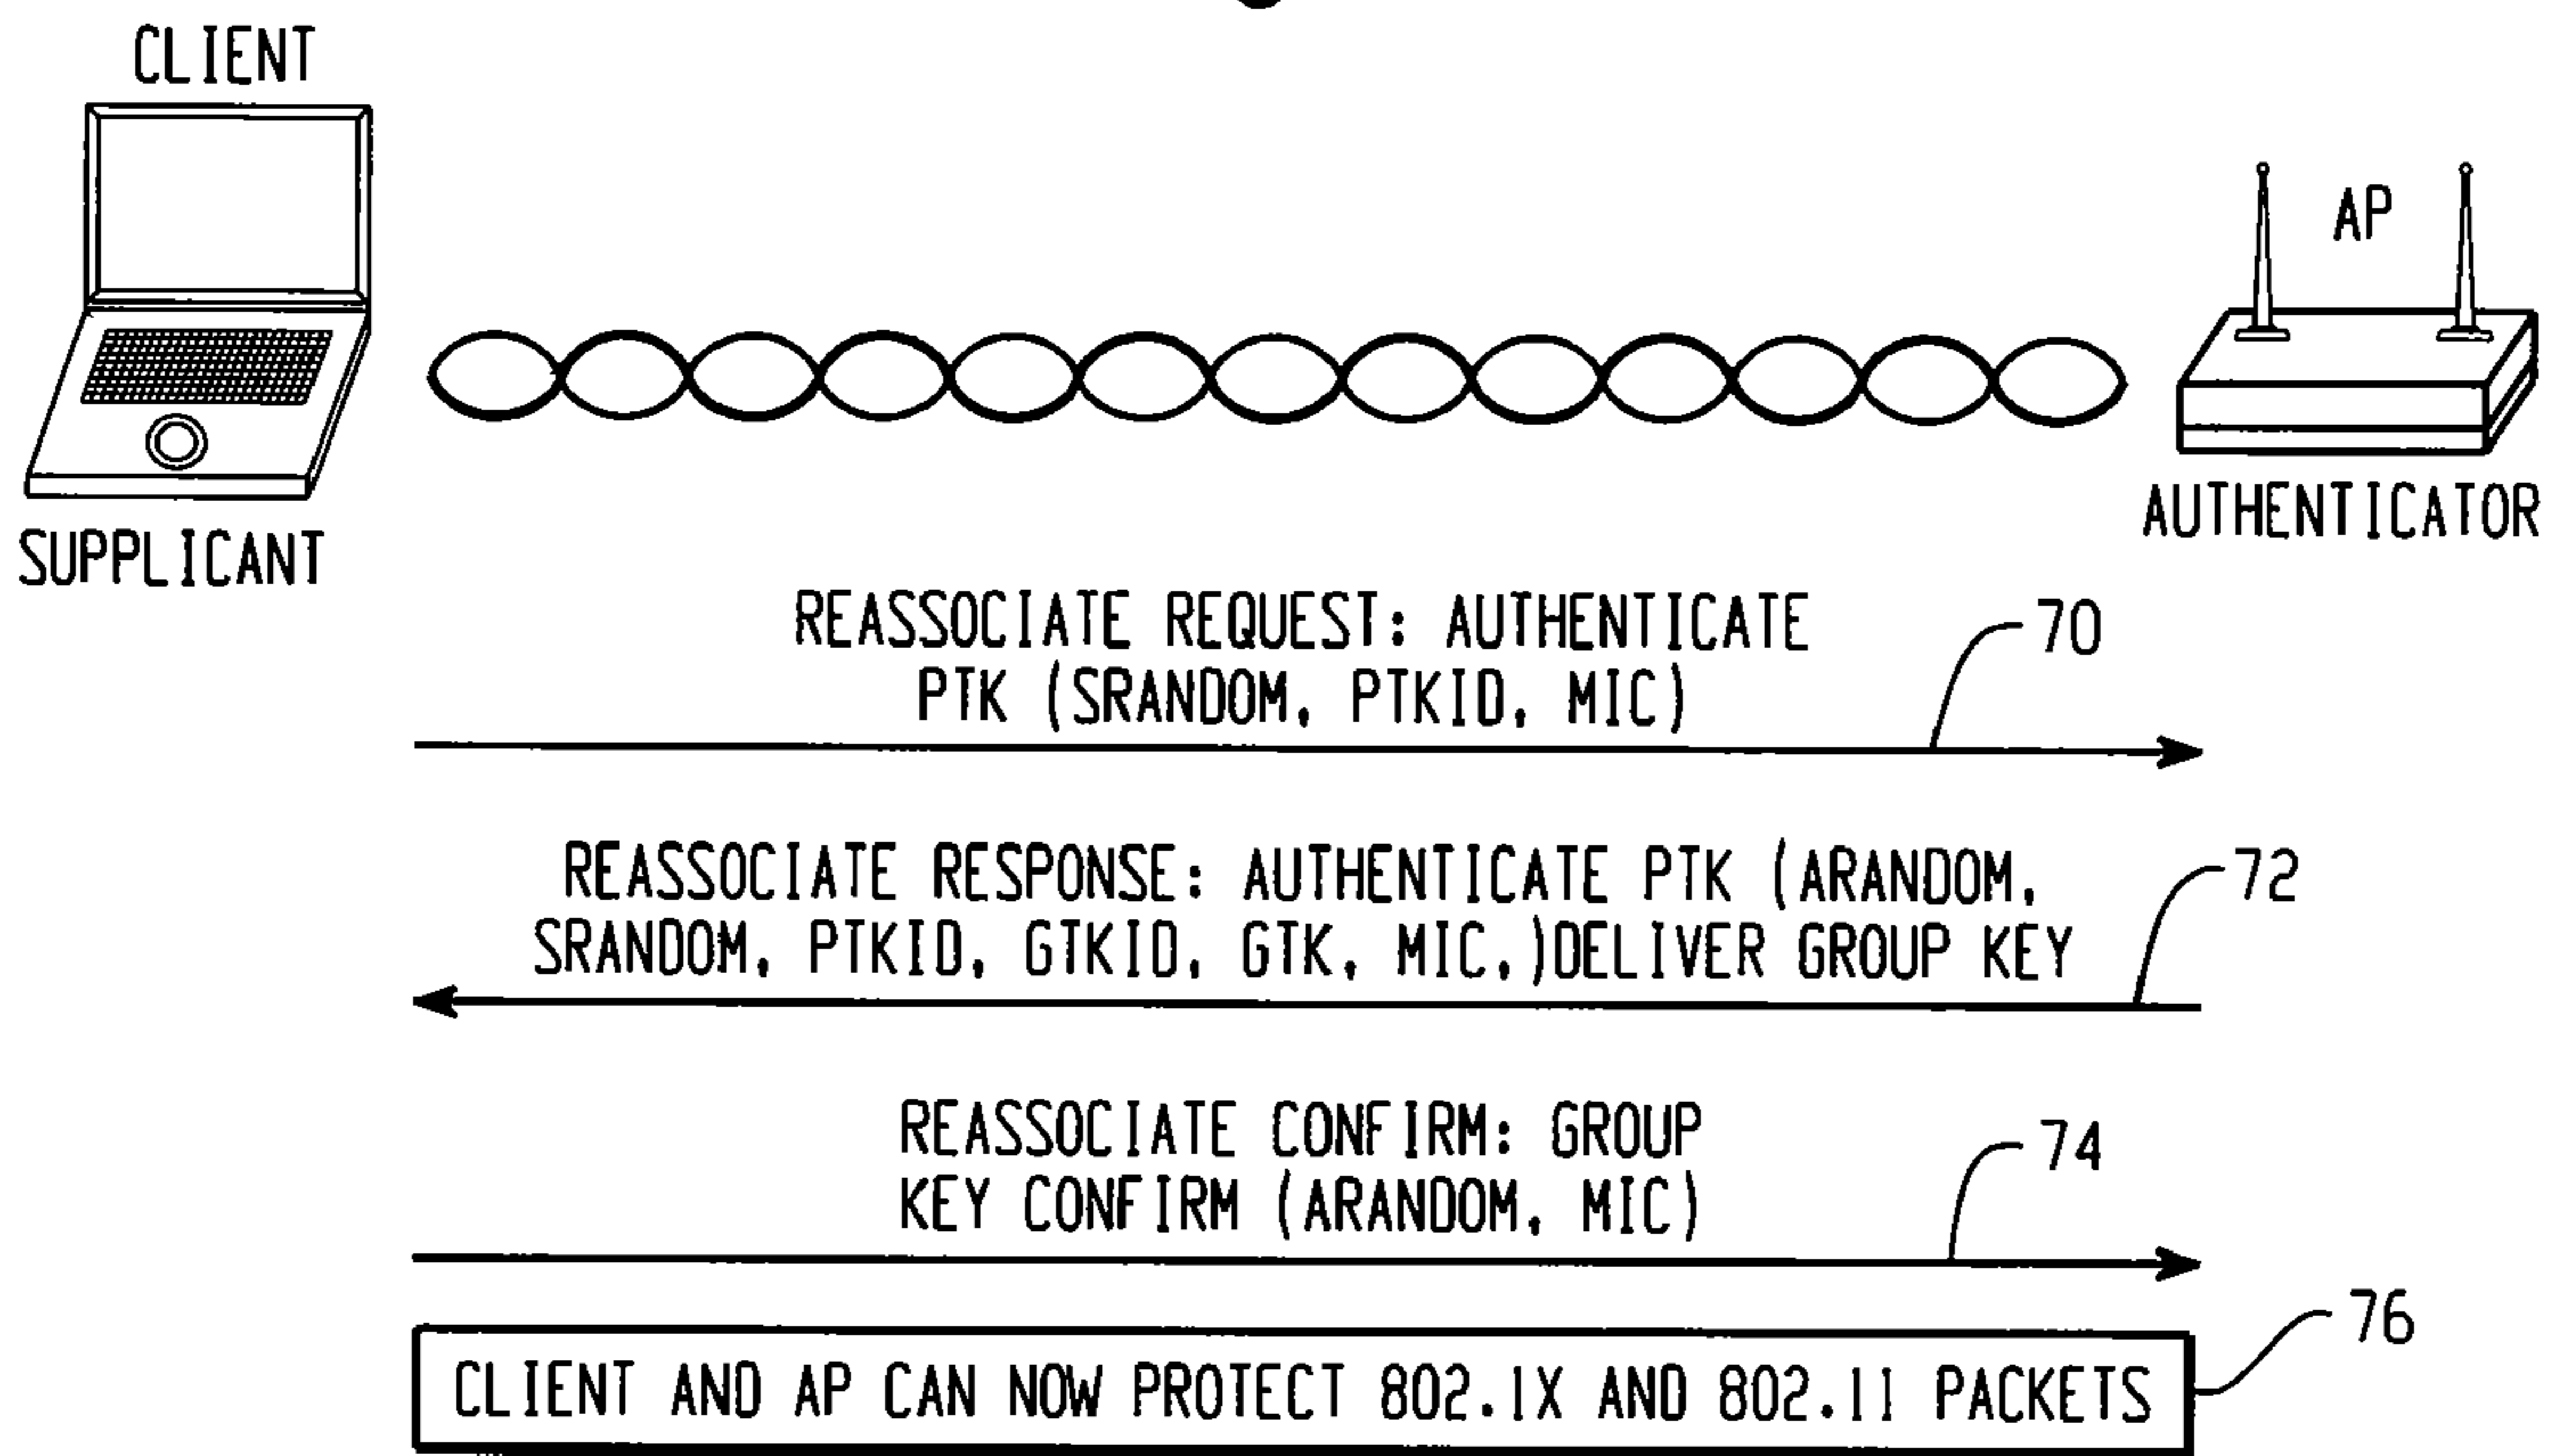 CLIENT
AP
SUPPLICANT
AUTHENTICATOR
REASSOCIATE REQUEST: AUTHENTICATE
PTK (SRANDOM, PTKID, MIC)
70
REASSOCIATE RESPONSE: AUTHENTICATE PTK (ARANDOM,
SRANDOM, PTKID, GTKID, GTK, MIC,)DELIVER GROUP KEY
72
REASSOCIATE CONFIRM: GROUP
KEY CONFIRM (ARANDOM, MIC)
74
CLIENT AND AP CAN NOW PROTECT 802.1X AND 802.11 PACKETS
76